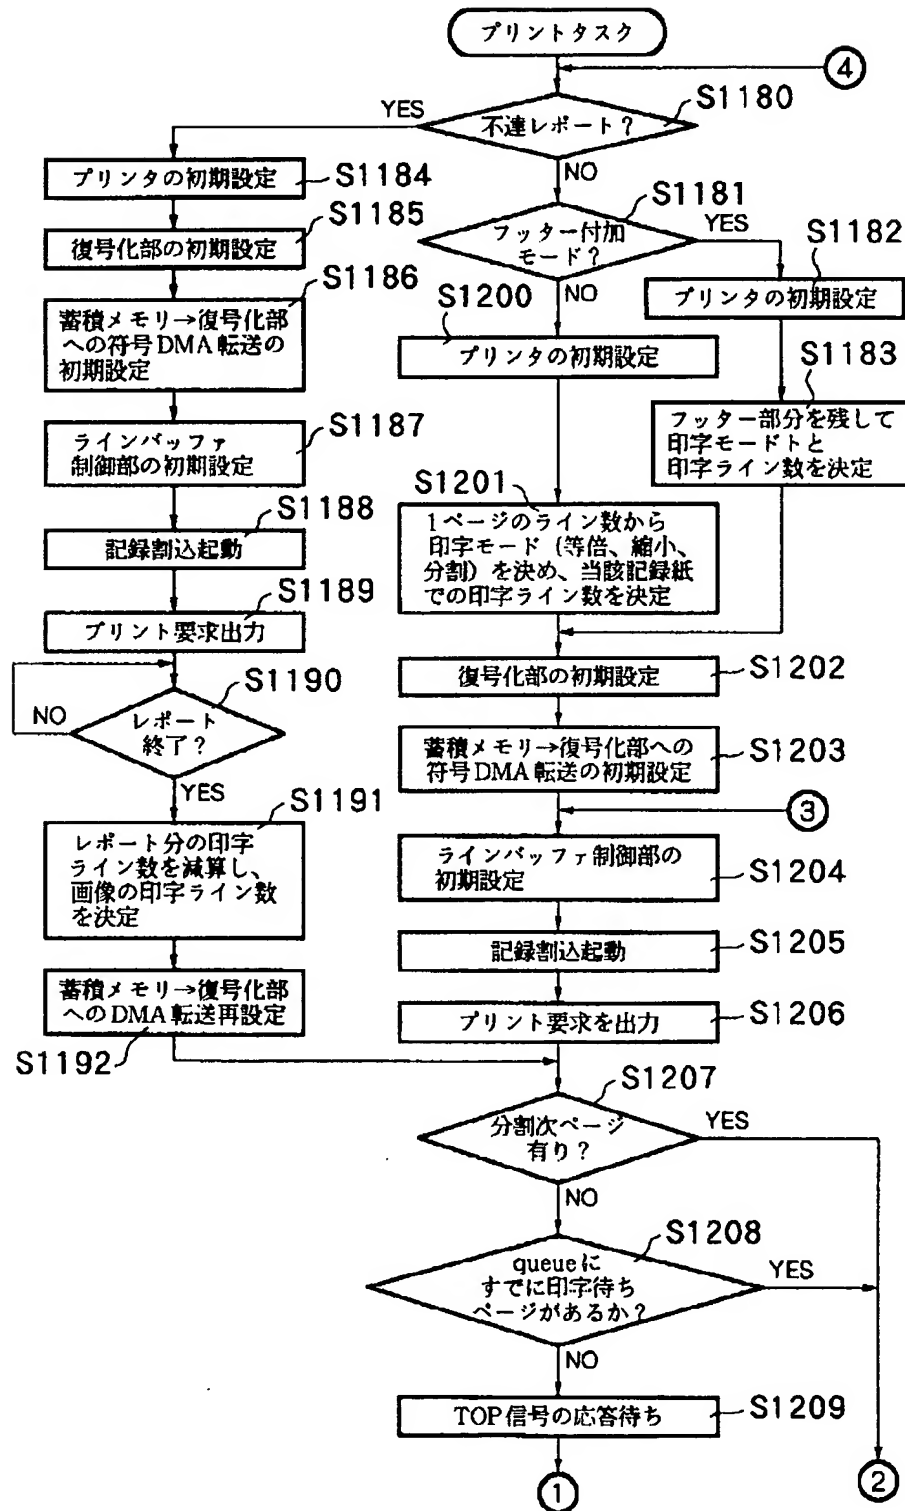 プリントタスク
④
S1180
YES
不達レポート？
NO
プリンタの初期設定
S1184
S1181
S1185
フッター付加
モード？
YES
S1182
復号化部の初期設定
S1186
NO
S1200
プリンタの初期設定
蓄積メモリ→復号化部
への符号DMA転送の
初期設定
プリンタの初期設定
S1183
S1187
フッター部分を残して
印字モードトと
印字ライン数を決定
ラインバッファ
制御部の初期設定
S1201
S1188
1ページのライン数から
印字モード（等倍、縮小、
分割）を決め、当該記録紙
での印字ライン数を決定
記録割込起動
S1189
プリント要求出力
S1190
復号化部の初期設定
S1202
NO
レポート
終了？
蓄積メモリ→復号化部への
符号DMA転送の初期設定
S1203
YES
S1191
③
レポート分の印字
ライン数を減算し、
画像の印字ライン数
を決定
ラインバッファ制御部の
初期設定
S1204
記録割込起動
S1205
蓄積メモリ→復号化部
へのDMA転送再設定
S1192
プリント要求を出力
S1206
S1207
分割次ページ
有り？
YES
NO
S1208
queueに
すでに印字待ち
ページがあるか？
YES
NO
TOP信号の応答待ち
S1209
①
②